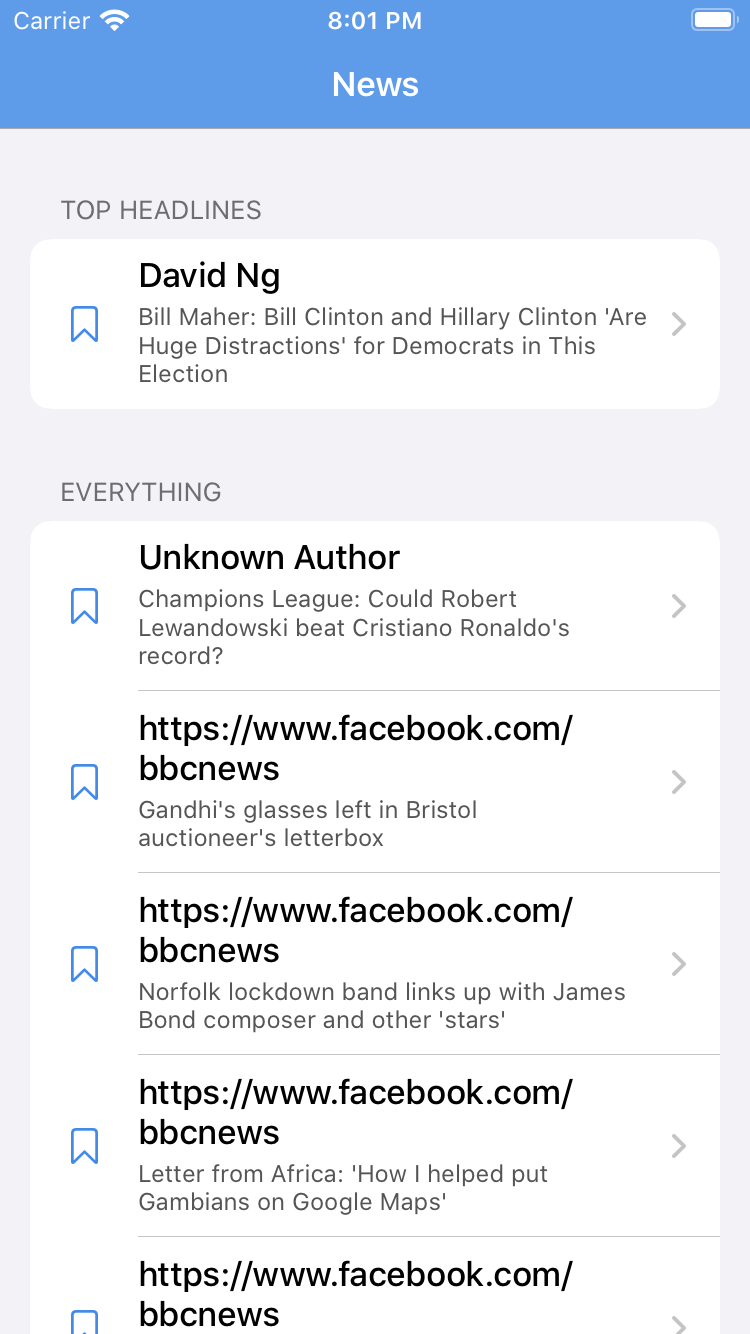 Carrier 8:01 PM
News
TOP HEADLINES
David Ng
Bill Maher: Bill Clinton and Hillary Clinton 'Are
Huge Distractions' for Democrats in This
Election
EVERYTHING
Unknown Author
Champions League: Could Robert
Lewandowski beat Cristiano Ronaldo's
record?
https://www.facebook.com/
bbcnews
Gandhi's glasses left in Bristol
auctioneer's letterbox
https://www.facebook.com/
bbcnews
Norfolk lockdown band links up with James
Bond composer and other 'stars'
https://www.facebook.com/
bbcnews
Letter from Africa: 'How I helped put
Gambians on Google Maps'
https://www.facebook.com/
bbcnews